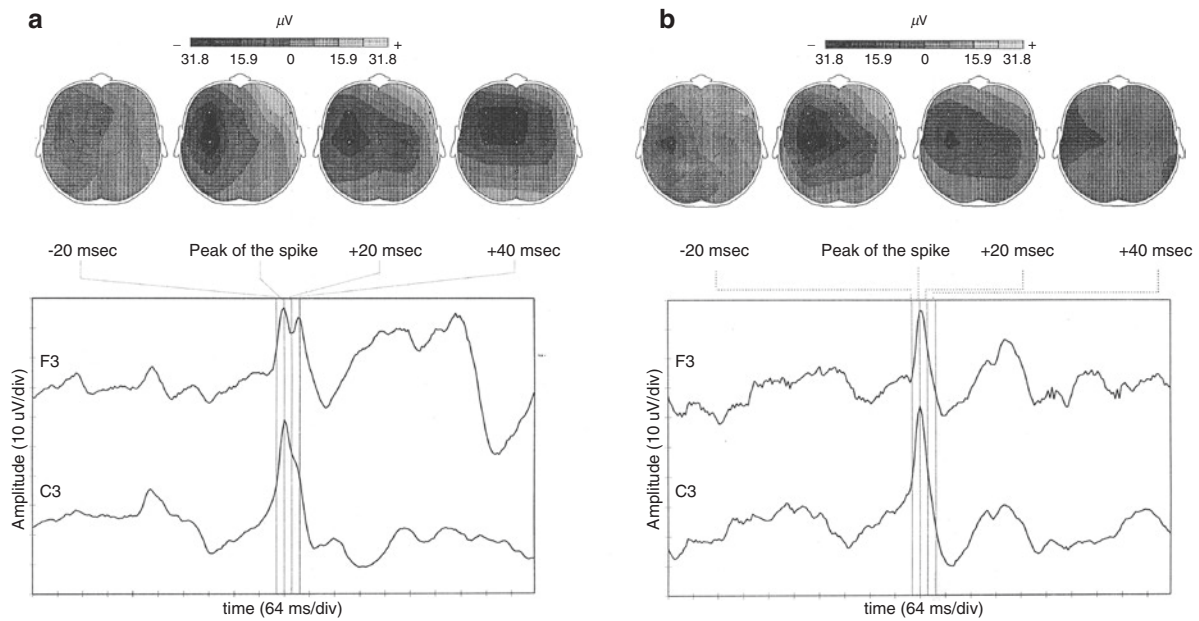 a
μV
– +
31.8 15.9 0 15.9 31.8
-20 msec Peak of the spike +20 msec +40 msec
F3
C3
Amplitude (10 uV/div)
time (64 ms/div)
b
μV
– +
31.8 15.9 0 15.9 31.8
-20 msec Peak of the spike +20 msec +40 msec
F3
C3
Amplitude (10 uV/div)
time (64 ms/div)